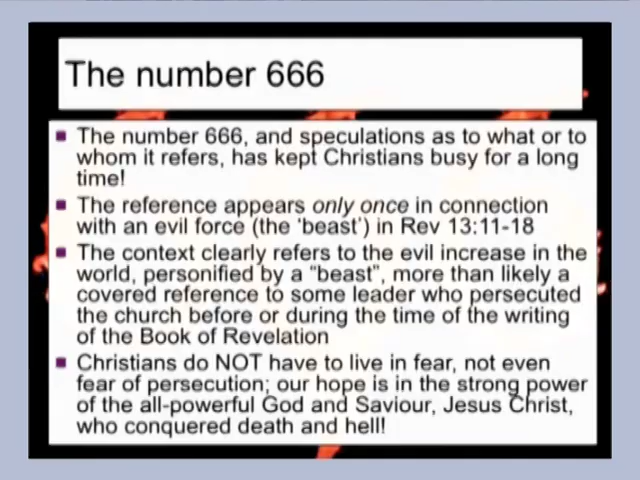 The number 666
The number 666, and speculations as to what or to
whom it refers, has kept Christians busy for a long
time!
The reference appears only once in connection
with an evil force (the 'beast') in Rev 13:11-18
The context clearly refers to the evil increase in the
world, personified by a "beast", more than likely a
covered reference to some leader who persecuted
the church before or during the time of the writing
of the Book of Revelation
Christians do NOT have to live in fear, not even
fear of persecution; our hope is in the strong power
of the all-powerful God and Saviour, Jesus Christ,
who conquered death and hell!